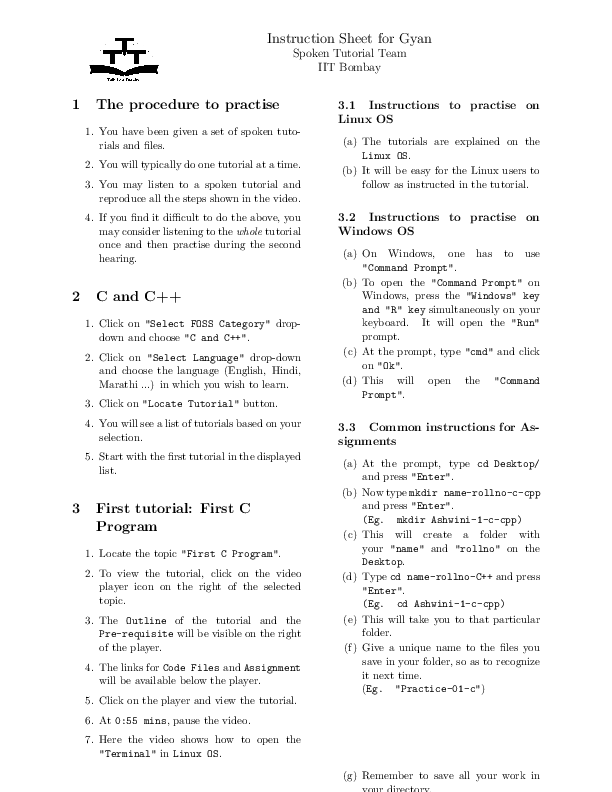 Instruction Sheet for Gyan
Spoken Tutorial Team
IIT Bombay
1 The procedure to practise
1. You have been given a set of spoken tuto-
rials and files.
2. You will typically do one tutorial at a time.
3. You may listen to a spoken tutorial and
reproduce all the steps shown in the video.
4. If you find it difficult to do the above, you
may consider listening to the whole tutorial
once and then practise during the second
hearing.
2 C and C++
1. Click on "Select FOSS Category" drop-
down and choose "C and C++".
2. Click on "Select Language" drop-down
and choose the language (English, Hindi,
Marathi ...) in which you wish to learn.
3. Click on "Locate Tutorial" button.
4. You will see a list of tutorials based on your
selection.
5. Start with the first tutorial in the displayed
list.
3 First tutorial: First C
Program
1. Locate the topic "First C Program".
2. To view the tutorial, click on the video
player icon on the right of the selected
topic.
3. The Outline of the tutorial and the
Pre-requisite will be visible on the right
of the player.
4. The links for Code Files and Assignment
will be available below the player.
5. Click on the player and view the tutorial.
6. At 0:55 mins, pause the video.
7. Here the video shows how to open the
"Terminal" in Linux OS.
3.1 Instructions to practise on
Linux OS
(a) The tutorials are explained on the
Linux OS.
(b) It will be easy for the Linux users to
follow as instructed in the tutorial.
3.2 Instructions to practise on
Windows OS
(a) On Windows, one has to use
"Command Prompt".
(b) To open the "Command Prompt" on
Windows, press the "Windows" key
and "R" key simultaneously on your
keyboard. It will open the "Run"
prompt.
(c) At the prompt, type "cmd" and click
on "Ok".
(d) This will open the "Command
Prompt".
3.3 Common instructions for As-
signments
(a) At the prompt, type cd Desktop/
and press "Enter".
(b) Now type mkdir name-rollno-c-cpp
and press "Enter".
(Eg. mkdir Ashwini-1-c-cpp)
(c) This will create a folder with
your "name" and "rollno" on the
Desktop.
(d) Type cd name-rollno-C++ and press
"Enter".
(Eg. cd Ashwini-1-c-cpp)
(e) This will take you to that particular
folder.
(f) Give a unique name to the files you
save in your folder, so as to recognize
it next time.
(Eg. "Practice-01-c")
(g) Remember to save all your work in
your directory.